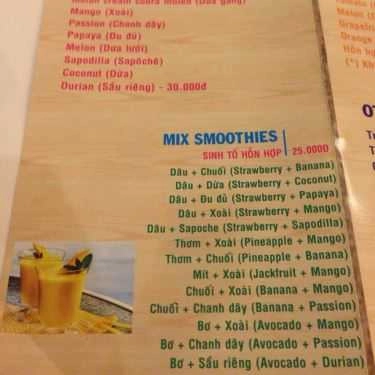 Mango (Xoài)
Passion (Chanh dây)
Papaya (Đu đủ)
Melon (Dưa lưới)
Sapodilla (Sapôchê)
Coconut (Dừa)
Durian (Sầu riêng) - 30.000đ
MIX SMOOTHIES
SINH TỐ HỖN HỢP 25.000Đ
Dâu + Chuối (Strawberry + Banana)
Dâu + Dừa (Strawberry + Coconut)
Dâu + Đu đủ (Strawberry + Papaya)
Dâu + Xoài (Strawberry + Mango)
Dâu + Sapoche (Strawberry + Sapodilla)
Thơm + Xoài (Pineapple + Mango)
Thơm + Chuối (Pineapple + Banana)
Mít + Xoài (Jackfruit + Mango)
Chuối + Xoài (Banana + Mango)
Chuối + Chanh dây (Banana + Passion)
Bơ + Xoài (Avocado + Mango)
Bơ + Chanh dây (Avocado + Passion)
Bơ + Sầu riêng (Avocado + Durian)
Melon (
Orange
Hỗn hợp